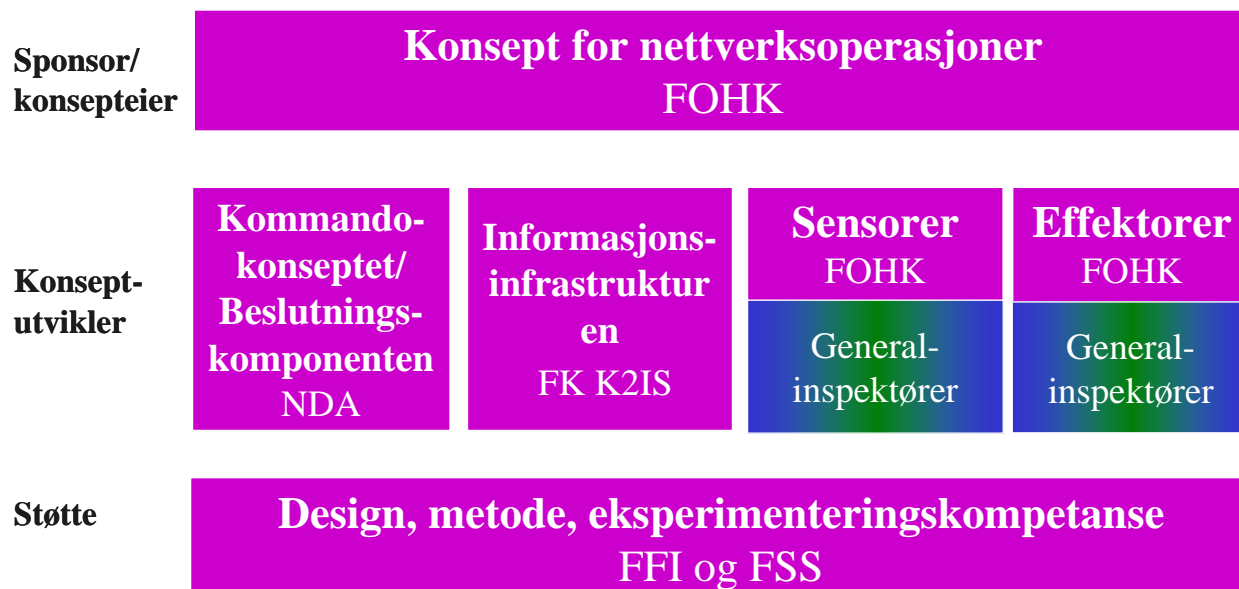 Sponsor/
konsepteier
Konsept for nettverksoperasjoner
FOHK
Konsept-
utvikler
Kommando-
konseptet/
Beslutnings-
komponenten
NDA
Informasjons-
infrastruktur
en
FK K2IS
Sensorer
FOHK
General-
inspektører
Effektorer
FOHK
General-
inspektører
Støtte
Design, metode, eksperimenteringskompetanse
FFI og FSS